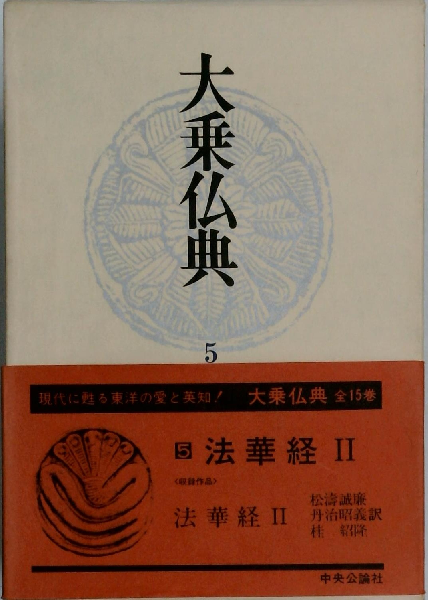 大乗仏典
5
現代に甦る東洋の愛と英知! 大乗仏典 全15巻
5 法華経 II
<収録作品>
法華経 II
松濤誠廉
丹治昭義訳
桂 紹隆
中央公論社